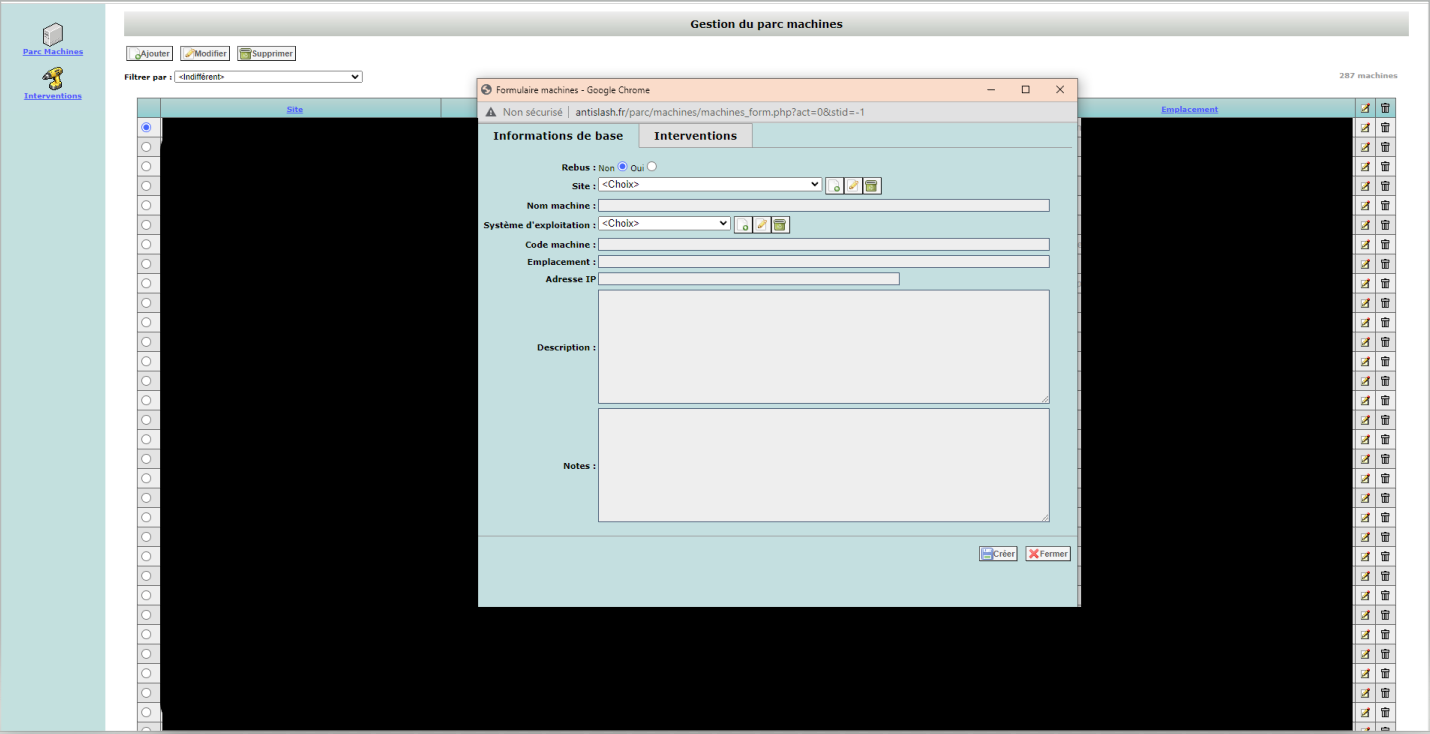 Gestion du parc machines
Parc Machines
Interventions
Ajouter Modifier Supprimer
Filtrer par : <Indifférent>
287 machines
Site
Emplacement
Formulaire machines - Google Chrome
Non sécurisé | antislash.fr/parc/machines/machines_form.php?act=0&stid=-1
Informations de base Interventions
Rebus : Non Oui
Site : <Choix>
Nom machine :
Système d'exploitation : <Choix>
Code machine :
Emplacement :
Adresse IP
Description :
Notes :
Créer Fermer